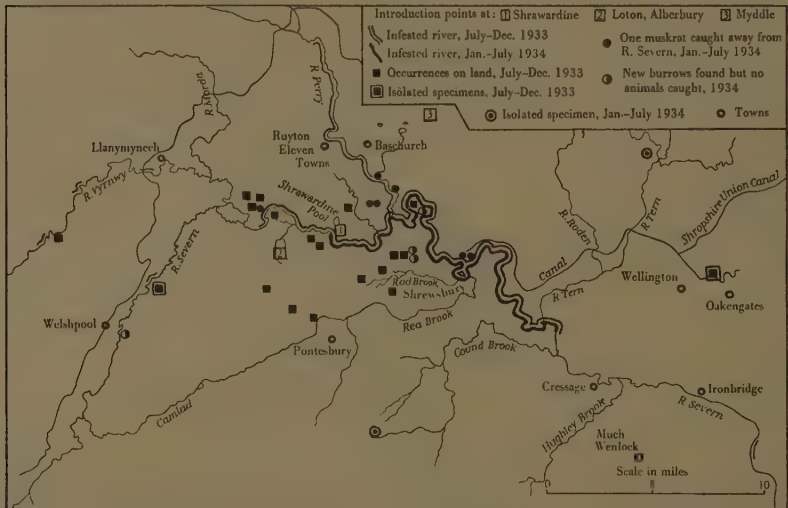 Introduction points at: 1 Shrawardine 2 Loton, Alberbury 3 Myddle
Infested river, July-Dec. 1933
Infested river, Jan.-July 1934
Occurrences on land, July-Dec. 1933
Isolated specimens, July-Dec. 1933
One muskrat caught away from
R. Severn, Jan.-July 1934
New burrows found but no
animals caught, 1934
Isolated specimen, Jan-July 1934
Towns
R. Morda
R. Perry
3
Llanymynech
Ruyton
Eleven
Towns
Baschurch
R. Vyrnwy
Shrawardine
Pool
1
2
R. Severn
R. Roden
R. Tern
Shropshire Union Canal
Canal
Wellington
Oakengates
R. Tern
Rad Brook
Shrewsbury
Rea Brook
Welshpool
Pontesbury
Cound Brook
Camlad
Cressage
Ironbridge
R. Severn
Hughley Brook
Much
Wenlock
Scale in miles
0
10